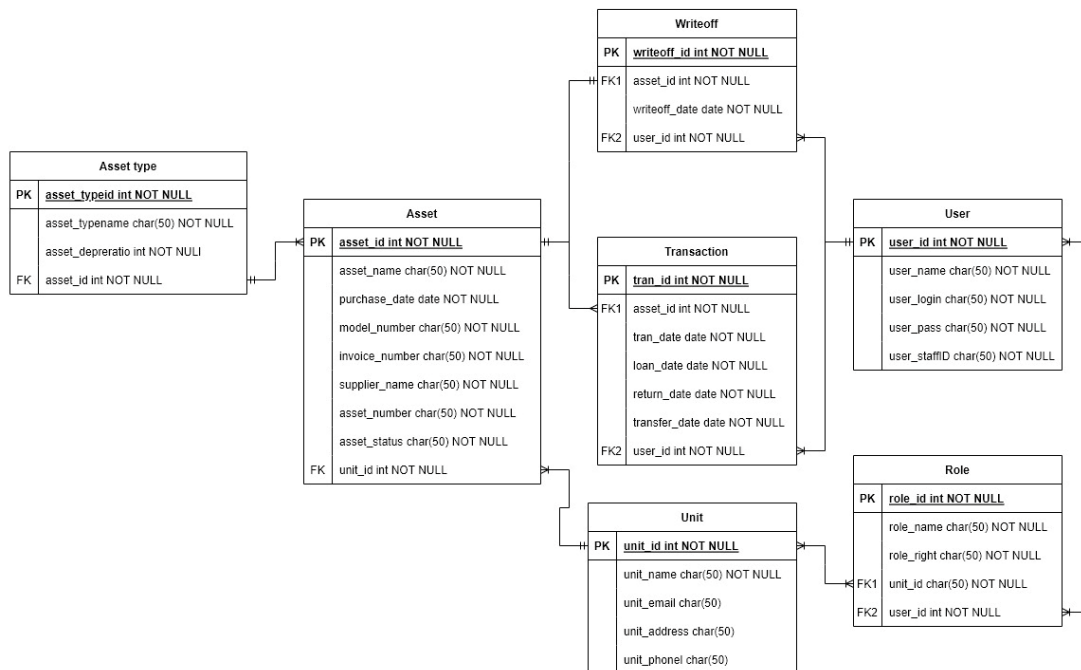 Asset type
PK asset_typeid int NOT NULL
asset_typename char(50) NOT NULL
asset_depreratio int NOT NULl
FK asset_id int NOT NULL
Asset
PK asset_id int NOT NULL
asset_name char(50) NOT NULL
purchase_date date NOT NULL
model_number char(50) NOT NULL
invoice_number char(50) NOT NULL
supplier_name char(50) NOT NULL
asset_number char(50) NOT NULL
asset_status char(50) NOT NULL
FK unit_id int NOT NULL
Writeoff
PK writeoff_id int NOT NULL
FK1 asset_id int NOT NULL
writeoff_date date NOT NULL
FK2 user_id int NOT NULL
Transaction
PK tran_id int NOT NULL
FK1 asset_id int NOT NULL
tran_date date NOT NULL
loan_date date NOT NULL
return_date date NOT NULL
transfer_date date NOT NULL
FK2 user_id int NOT NULL
Unit
PK unit_id int NOT NULL
unit_name char(50) NOT NULL
unit_email char(50)
unit_address char(50)
unit_phonel char(50)
User
PK user_id int NOT NULL
user_name char(50) NOT NULL
user_login char(50) NOT NULL
user_pass char(50) NOT NULL
user_staffID char(50) NOT NULL
Role
PK role_id int NOT NULL
role_name char(50) NOT NULL
role_right char(50) NOT NULL
FK1 unit_id char(50) NOT NULL
FK2 user_id int NOT NULL